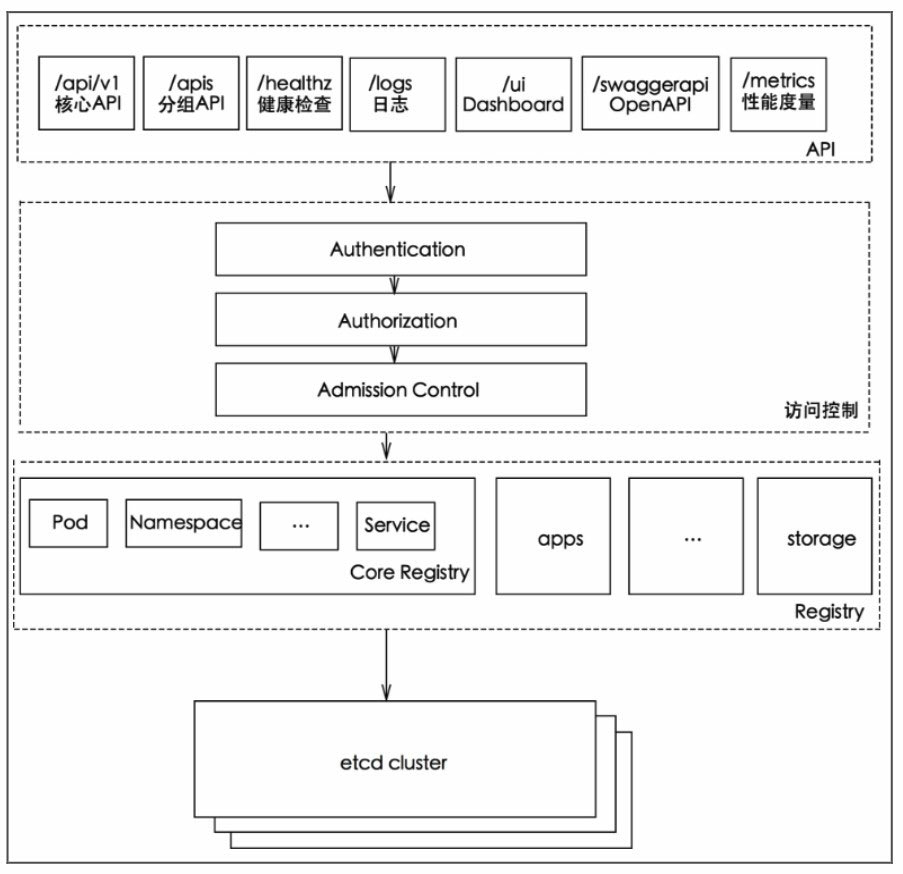 /api/v1
核心API
/apis
分组API
/healthz
健康检查
/logs
日志
/ui
Dashboard
/swaggerapi
OpenAPI
/metrics
性能度量
API
Authentication
Authorization
Admission Control
访问控制
Pod
Namespace
...
Service
Core Registry
apps
...
storage
Registry
etcd cluster